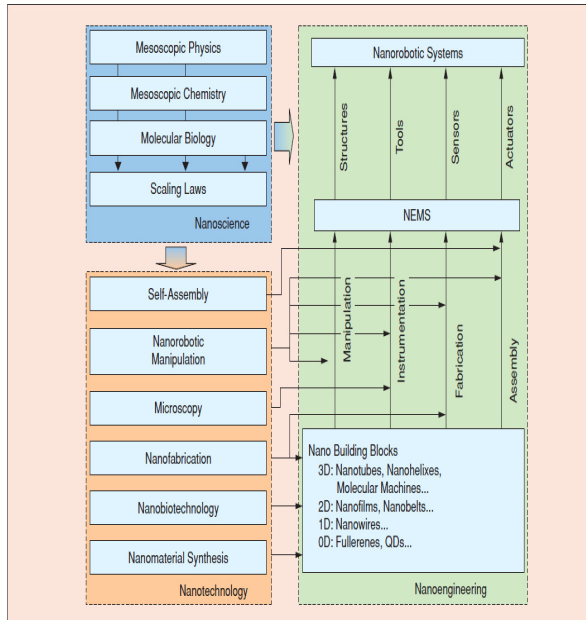 Mesoscopic Physics
Mesoscopic Chemistry
Molecular Biology
Scaling Laws
Nanoscience
Self-Assembly
Nanorobotic
Manipulation
Microscopy
Nanofabrication
Nanobiotechnology
Nanomaterial Synthesis
Nanotechnology
Nanorobotic Systems
Structures
Tools
Sensors
Actuators
NEMS
Manipulation
Instrumentation
Fabrication
Assembly
Nano Building Blocks
3D: Nanotubes, Nanohelixes,
Molecular Machines...
2D: Nanofilms, Nanobelts...
1D: Nanowires...
0D: Fullerenes, QDs...
Nanoengineering